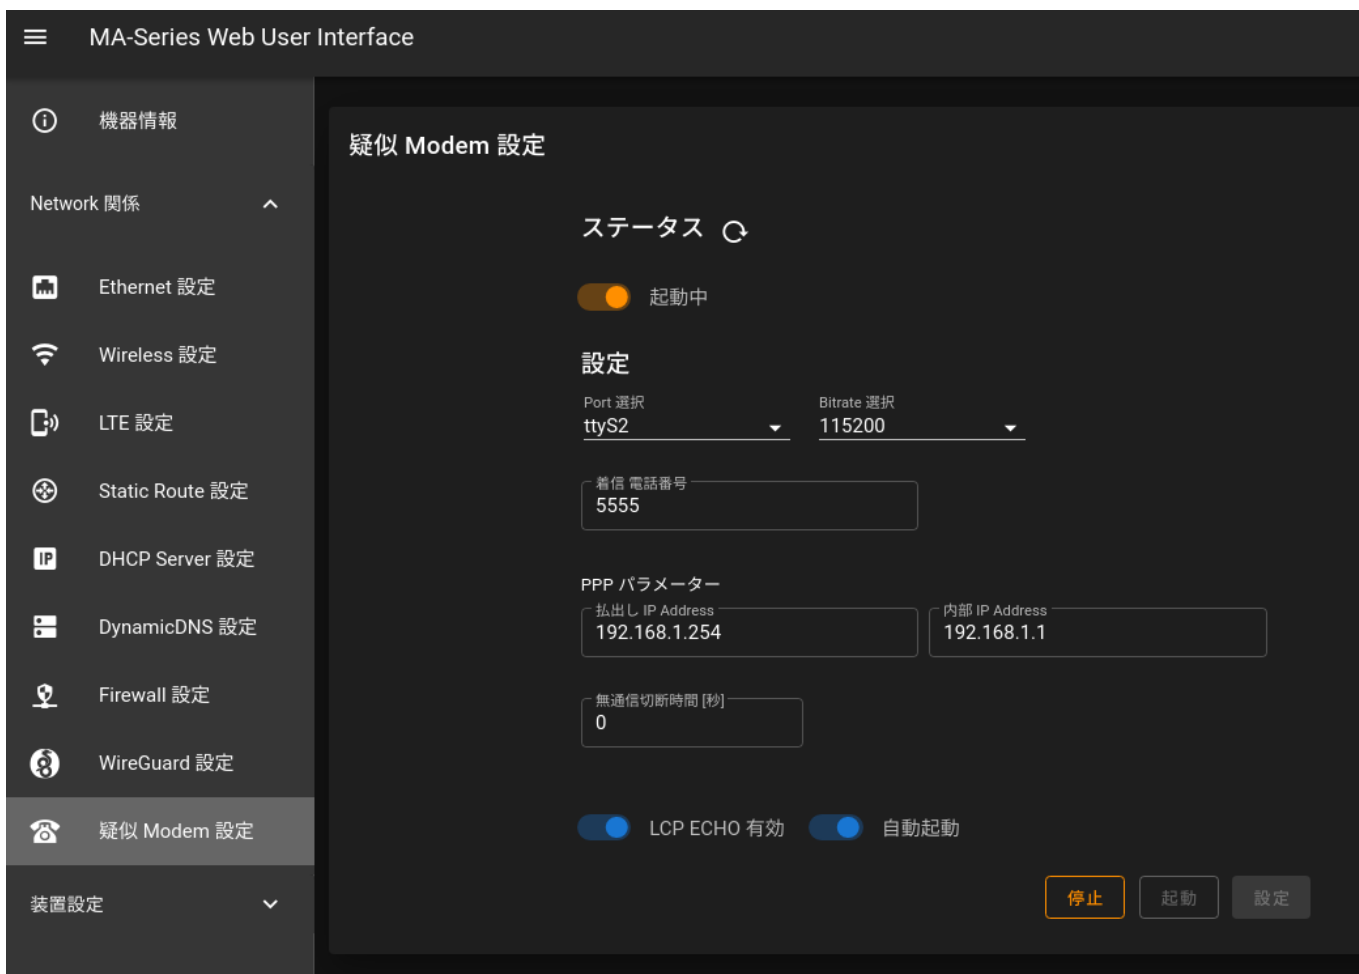 MA-Series Web User Interface
機器情報
Network 関係
Ethernet 設定
Wireless 設定
LTE 設定
Static Route 設定
IP
DHCP Server 設定
DynamicDNS 設定
Firewall 設定
WireGuard 設定
疑似 Modem 設定
装置設定
疑似 Modem 設定
ステータス
起動中
設定
Port 選択
ttyS2
Bitrate 選択
115200
着信 電話番号
5555
PPP パラメーター
払出し IP Address
192.168.1.254
内部 IP Address
192.168.1.1
無通信切断時間 [秒]
0
LCP ECHO 有効
自動起動
停止
起動
設定